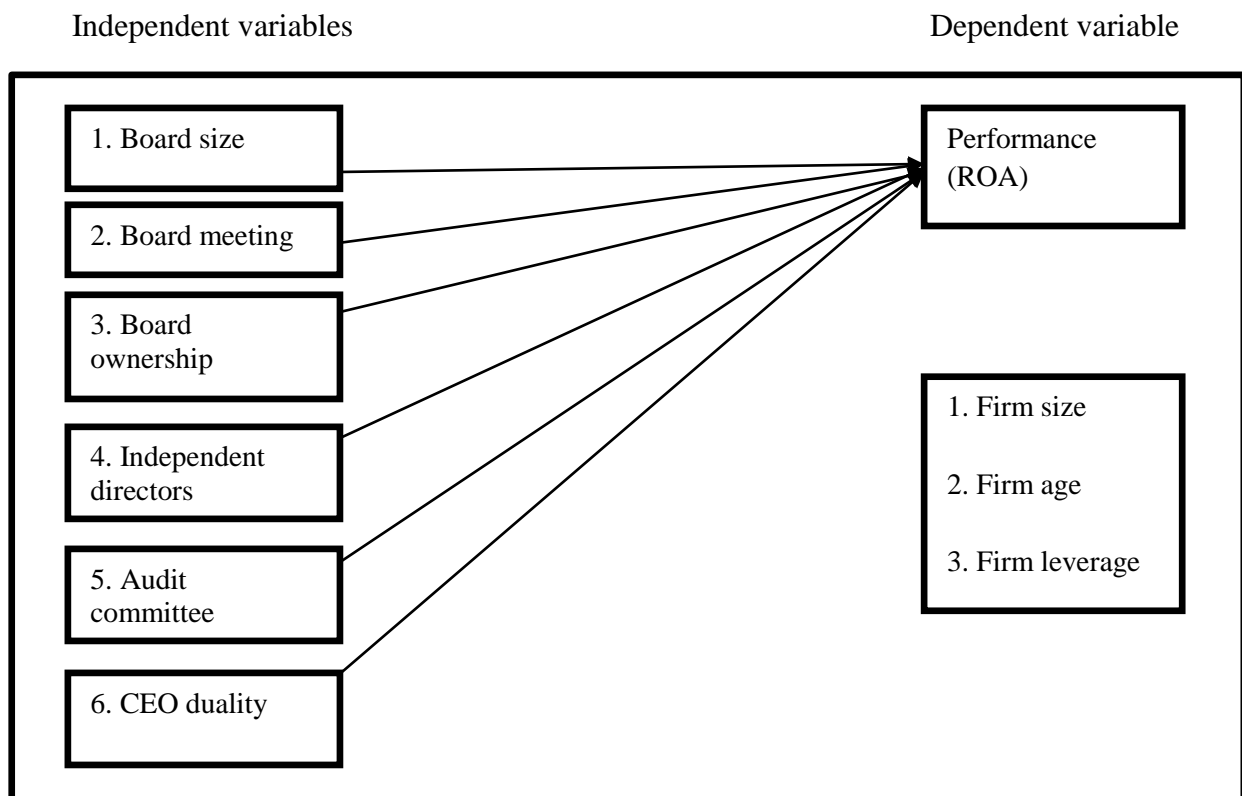 Independent variables
Dependent variable
1. Board size
2. Board meeting
3. Board
ownership
4. Independent
directors
5. Audit
committee
6. CEO duality
Performance
(ROA)
1. Firm size
2. Firm age
3. Firm leverage